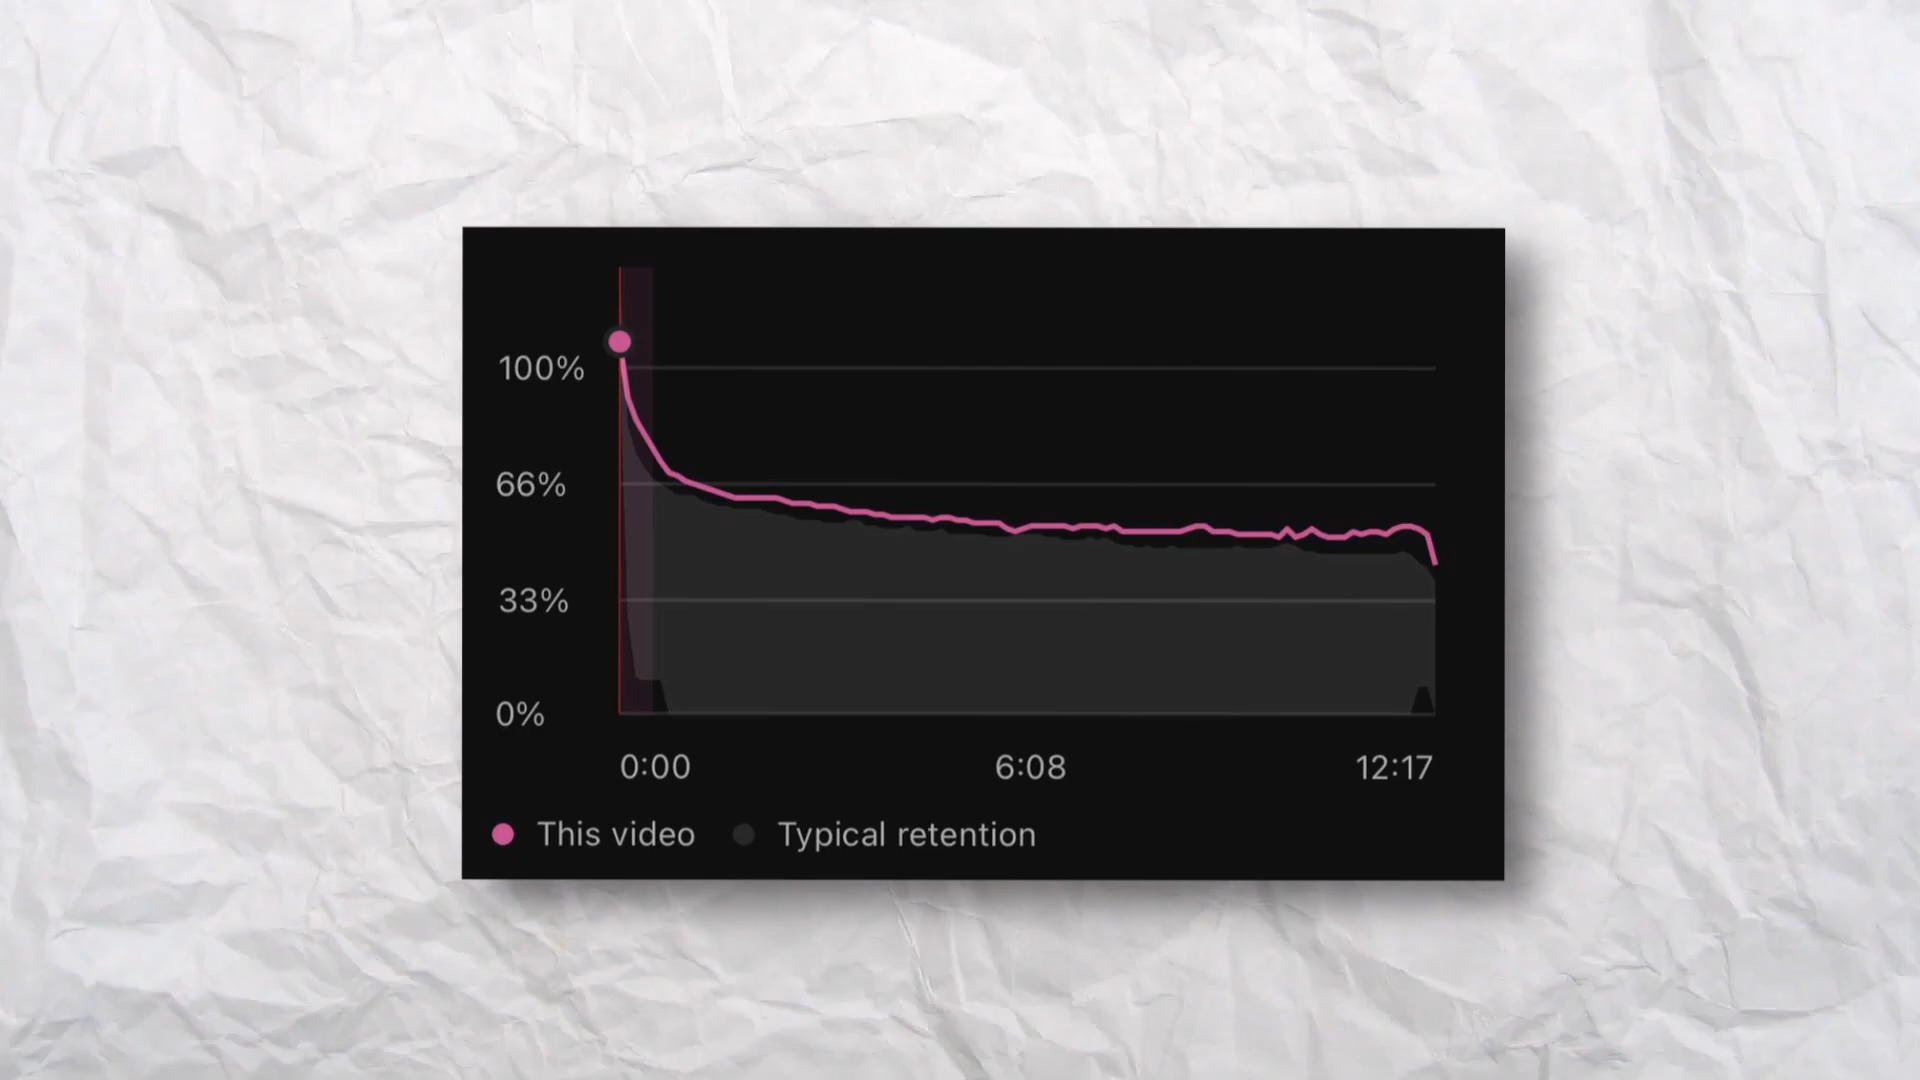 100%
66%
33%
0%
0:00 6:08 12:17
This video Typical retention